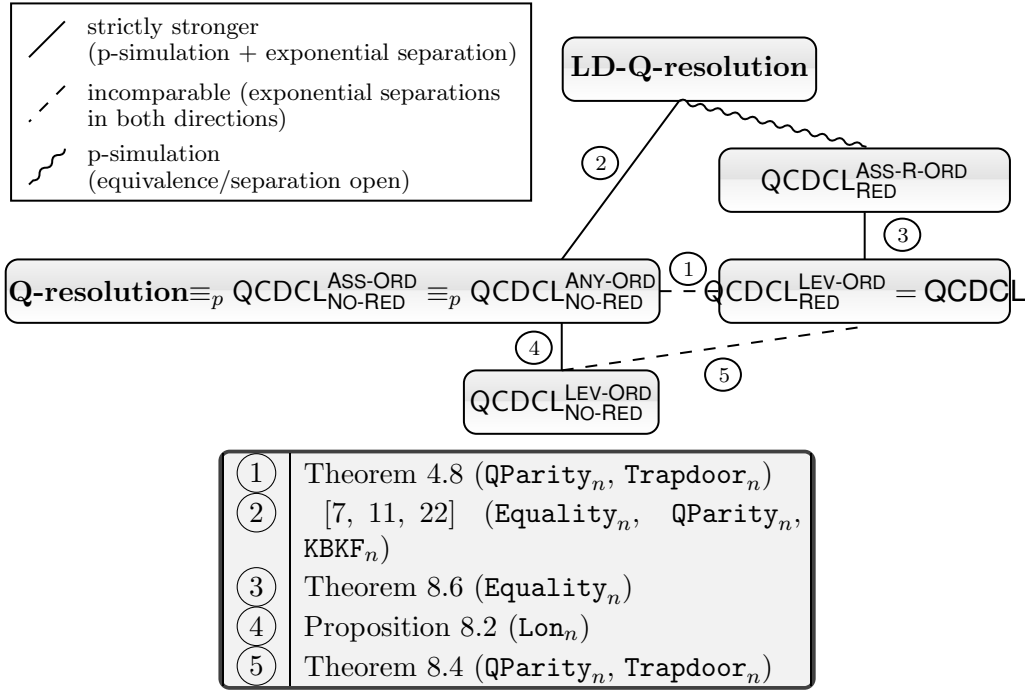 strictly stronger
(p-simulation + exponential separation)
incomparable (exponential separations
in both directions)
p-simulation
(equivalence/separation open)
LD-Q-resolution
2
QCDCL^ASS-R-ORD_RED
3
Q-resolution≡p QCDCL^ASS-ORD_NO-RED ≡p QCDCL^ANY-ORD_NO-RED
1
QCDCL^LEV-ORD_RED = QCDCL
4
5
QCDCL^LEV-ORD_NO-RED
1 Theorem 4.8 (QParity_n, Trapdoor_n)
2 [7, 11, 22] (Equality_n, QParity_n,
KBKF_n)
3 Theorem 8.6 (Equality_n)
4 Proposition 8.2 (Lon_n)
5 Theorem 8.4 (QParity_n, Trapdoor_n)